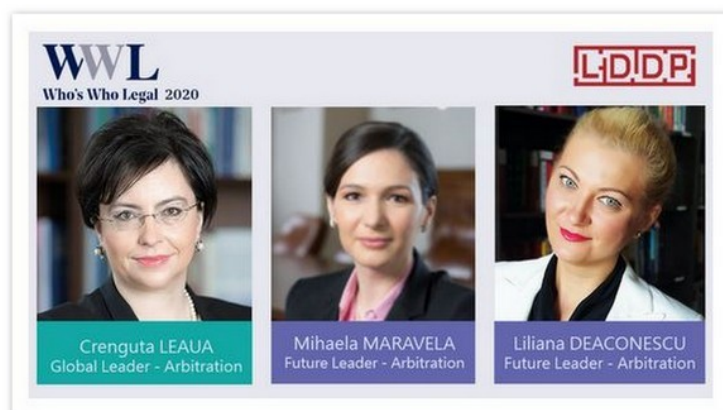 WWL
Who's Who Legal 2020
LDDP
Crenguta LEAUA
Global Leader - Arbitration
Mihaela MARAVELA
Future Leader - Arbitration
Liliana DEACONESCU
Future Leader - Arbitration